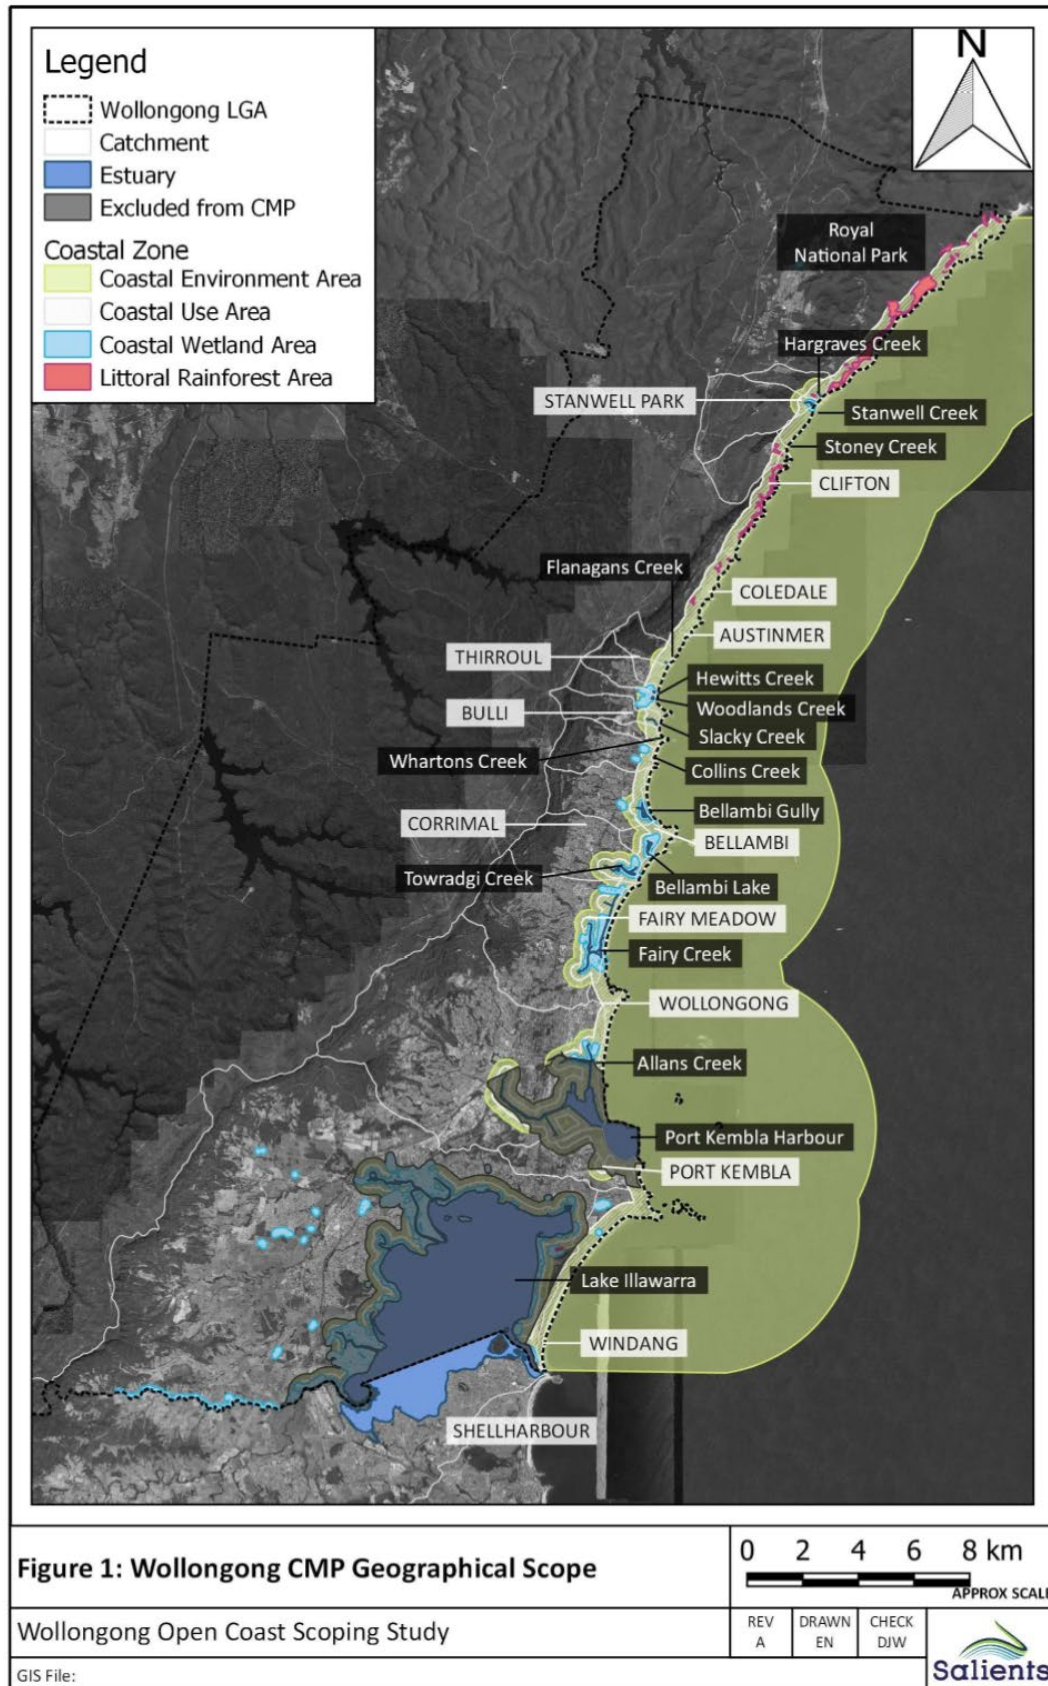 Legend
Wollongong LGA
Catchment
Estuary
Excluded from CMP
Coastal Zone
Coastal Environment Area
Coastal Use Area
Coastal Wetland Area
Littoral Rainforest Area
N
Royal
National Park
Hargraves Creek
STANWELL PARK
Stanwell Creek
Stoney Creek
CLIFTON
Flanagans Creek
COLEDALE
AUSTINMER
THIRROUL
Hewitts Creek
Woodlands Creek
BULLI
Slacky Creek
Whartons Creek
Collins Creek
Bellambi Gully
CORRIMAL
BELLAMBI
Towradgi Creek
Bellambi Lake
FAIRY MEADOW
Fairy Creek
WOLLONGONG
Allans Creek
Port Kembla Harbour
PORT KEMBLA
Lake Illawarra
WINDANG
SHELLHARBOUR
Figure 1: Wollongong CMP Geographical Scope
0 2 4 6 8 km
APPROX SCALE
Wollongong Open Coast Scoping Study
REV
A
DRAWN
EN
CHECK
DJW
GIS File:
Salients